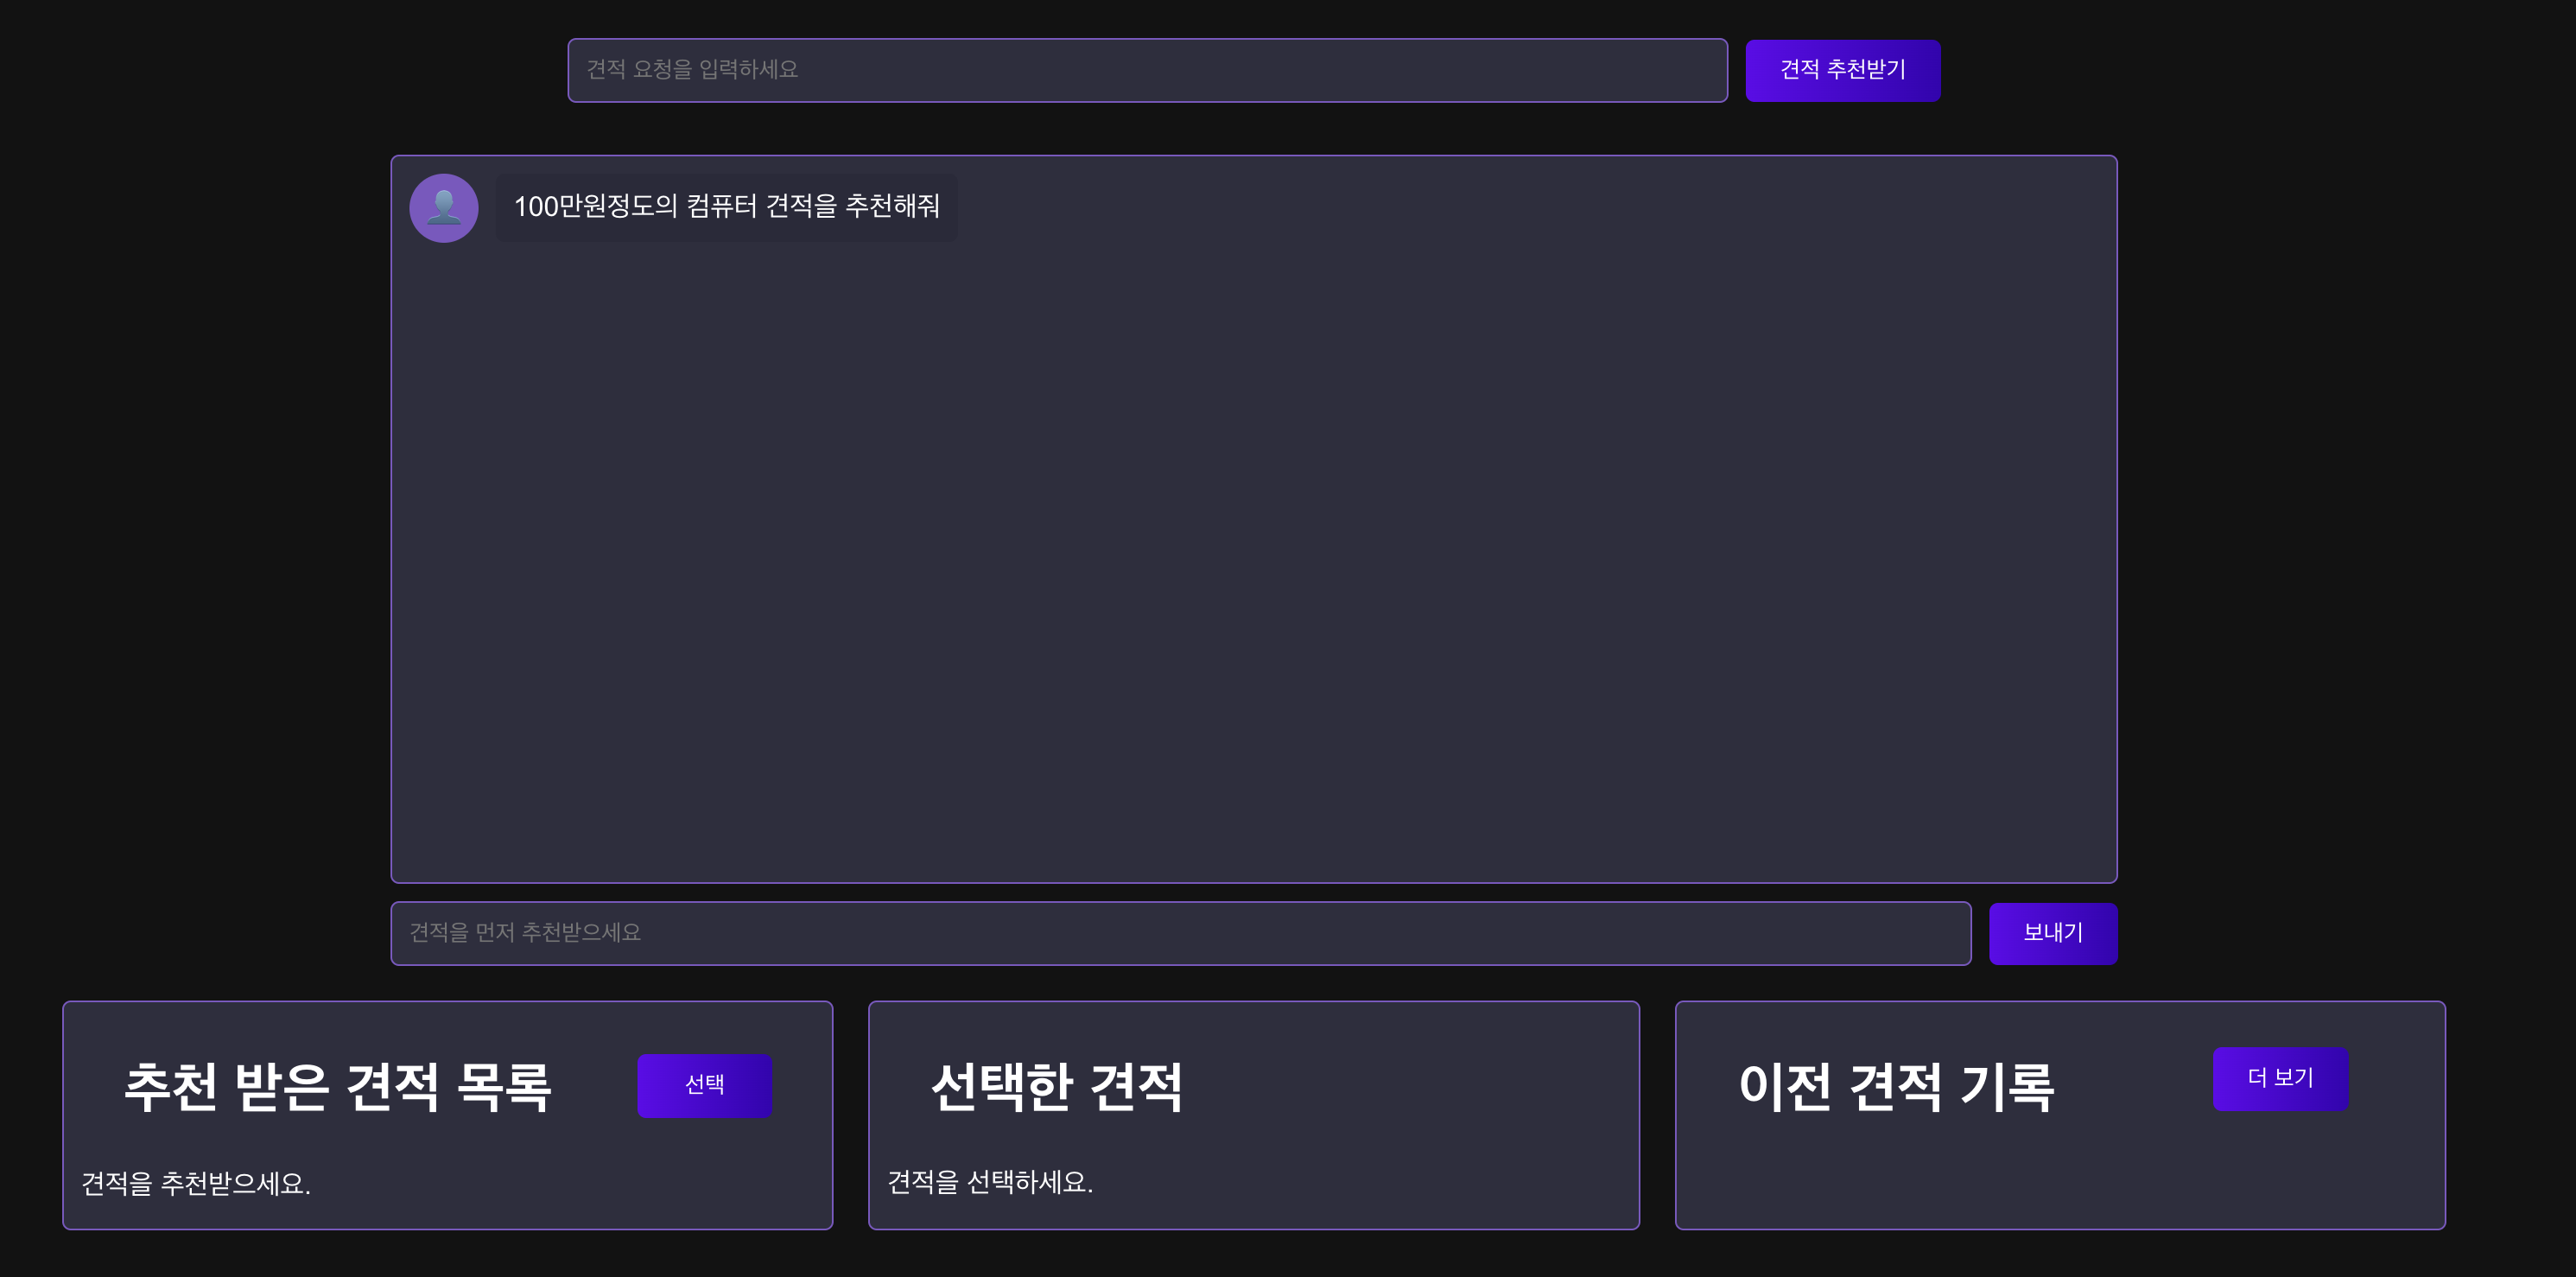 견적 요청을 입력하세요
견적 추천받기
100만원정도의 컴퓨터 견적을 추천해줘
견적을 먼저 추천받으세요
보내기
추천 받은 견적 목록
선택
견적을 추천받으세요.
선택한 견적
견적을 선택하세요.
이전 견적 기록
더 보기